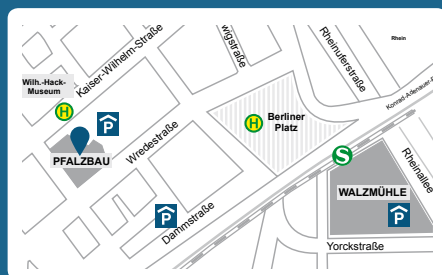 Kaiser-Wilhelm-Straße
wigstraße
Rheinuferstraße
Rhein
Wilh.-Hack-
Museum
H
P
H
Berliner
Platz
Konrad-Adenauer-B
PFALZBAU
Wredestraße
S
Rheinallee
WALZMÜHLE
P
P
Dammstraße
Yorckstraße